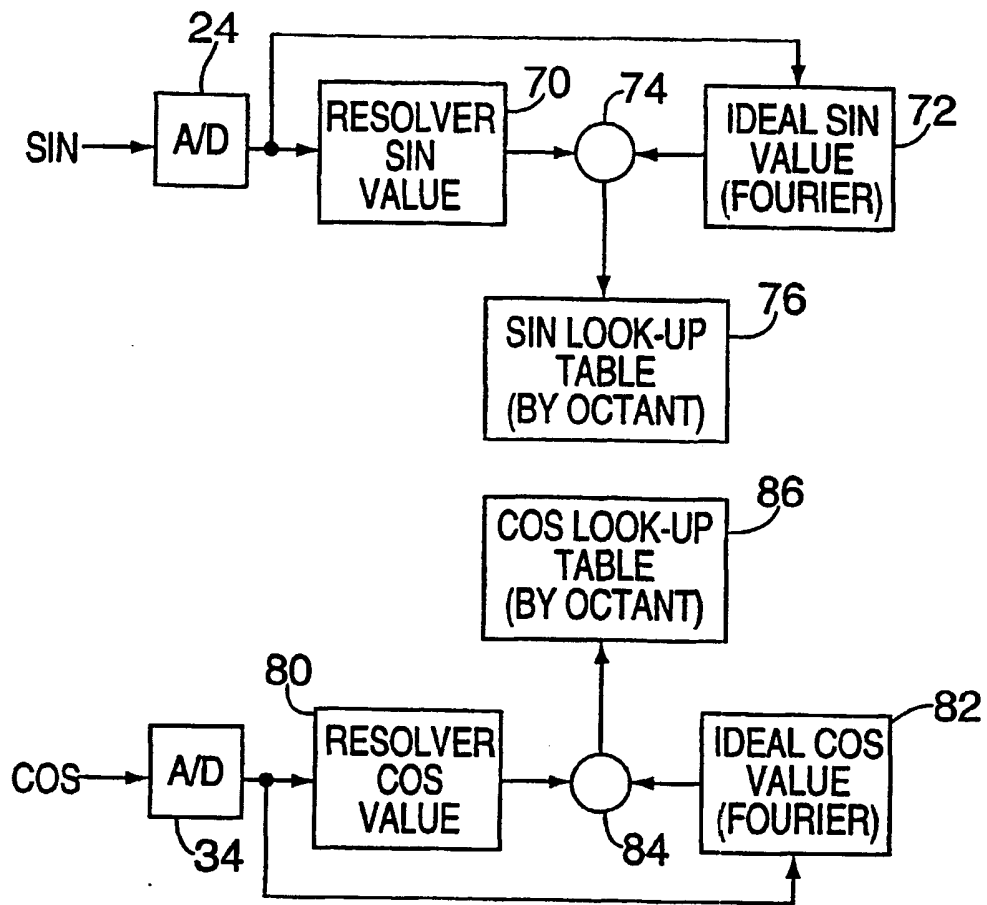 24
SIN
A/D
RESOLVER
SIN
VALUE
70
74
IDEAL SIN
VALUE
(FOURIER)
72
SIN LOOK-UP
TABLE
(BY OCTANT)
76
COS LOOK-UP
TABLE
(BY OCTANT)
86
COS
A/D
34
80
RESOLVER
COS
VALUE
84
IDEAL COS
VALUE
(FOURIER)
82